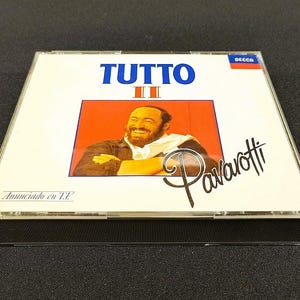 DECCA
TUTTO
II
Pavarotti
Anunciado en T.V.